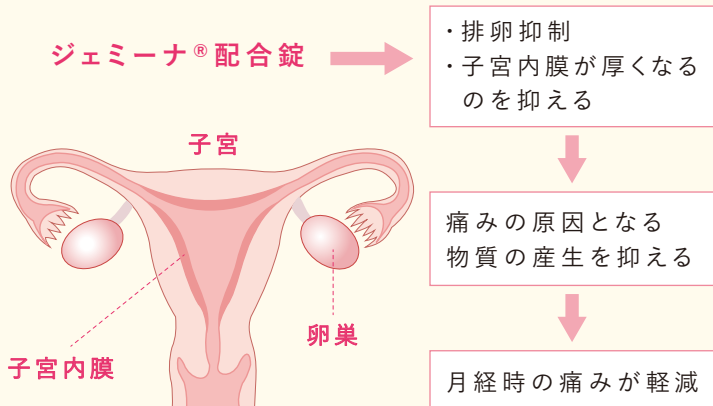 ジェミーナ®配合錠
・排卵抑制
・子宮内膜が厚くなる
のを抑える
子宮
痛みの原因となる
物質の産生を抑える
卵巣
子宮内膜
月経時の痛みが軽減